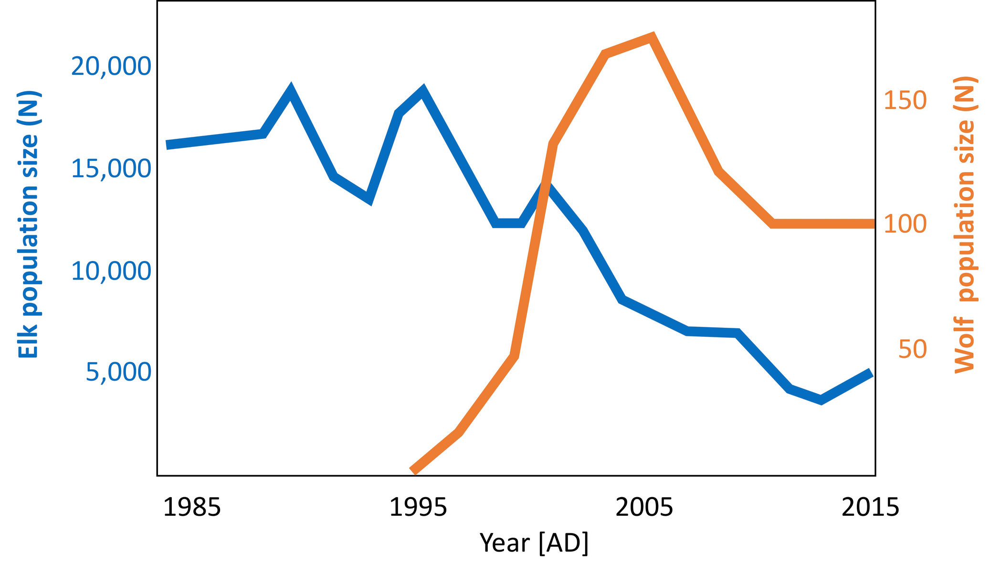 Elk population size (N)
20,000
15,000
10,000
5,000
150
100
50
Wolf  population size (N)
1985 1995 2005 2015
Year [AD]